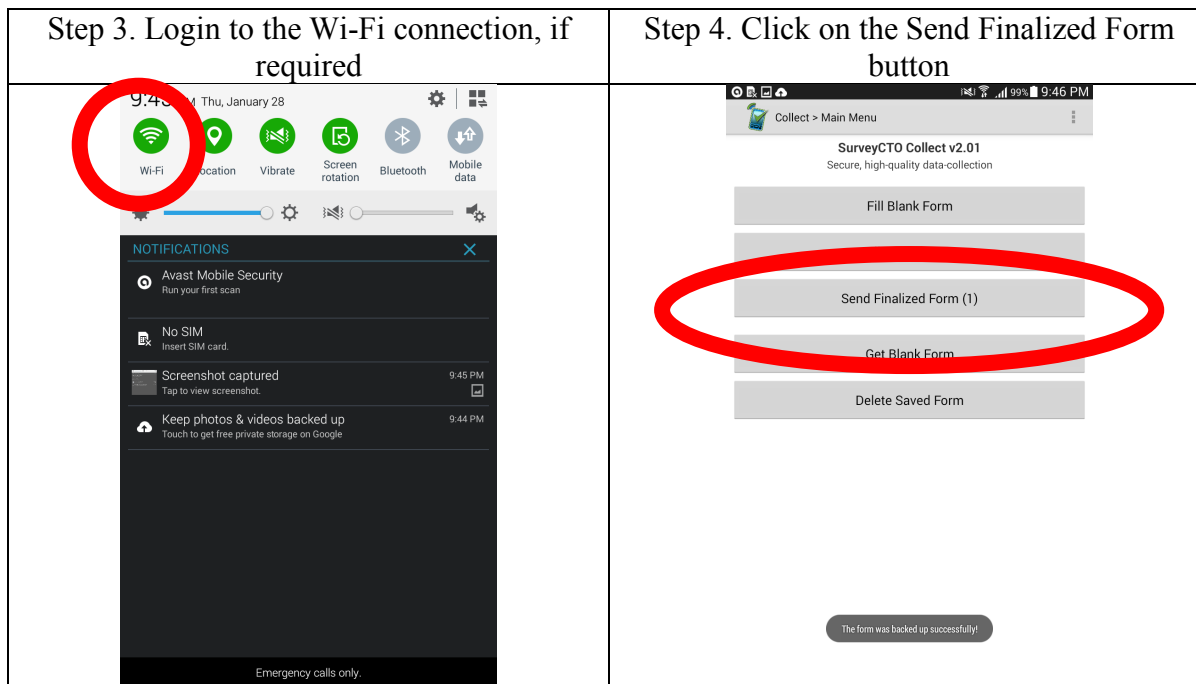 Step 3. Login to the Wi-Fi connection, if
required
Thu, January 28
Wi-Fi
Vibrate
Screen
rotation
Bluetooth
Mobile
data
NOTIFICATIONS
Avast Mobile Security
Run your first scan
No SIM
Insert SIM card.
Screenshot captured
9:45 PM
Tap to view screenshot.
Keep photos & videos backed up
9:44 PM
Touch to get free private storage on Google
Emergency calls only.
Step 4. Click on the Send Finalized Form
button
99% 9:46 PM
Collect > Main Menu
SurveyCTO Collect v2.01
Secure, high-quality data-collection
Fill Blank Form
Send Finalized Form (1)
Get Blank Form
Delete Saved Form
The form was backed up successfully!